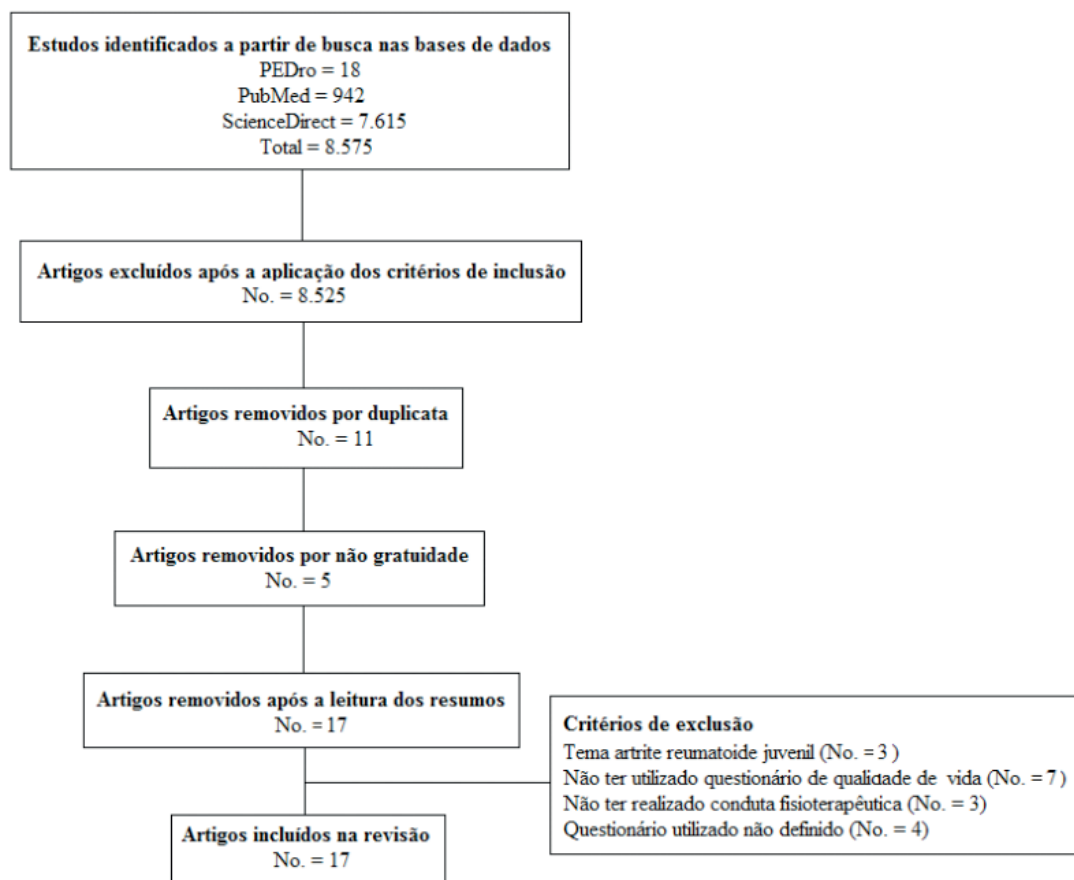 Estudos identificados a partir de busca nas bases de dados
PEDro = 18
PubMed = 942
ScienceDirect = 7.615
Total = 8.575
Artigos excluídos após a aplicação dos critérios de inclusão
No. = 8.525
Artigos removidos por duplicata
No. = 11
Artigos removidos por não gratuidade
No. = 5
Artigos removidos após a leitura dos resumos
No. = 17
Critérios de exclusão
Tema artrite reumatoide juvenil (No. = 3 )
Não ter utilizado questionário de qualidade de vida (No. = 7)
Não ter realizado conduta fisioterapêutica (No. = 3)
Questionário utilizado não definido (No. = 4)
Artigos incluídos na revisão
No. = 17